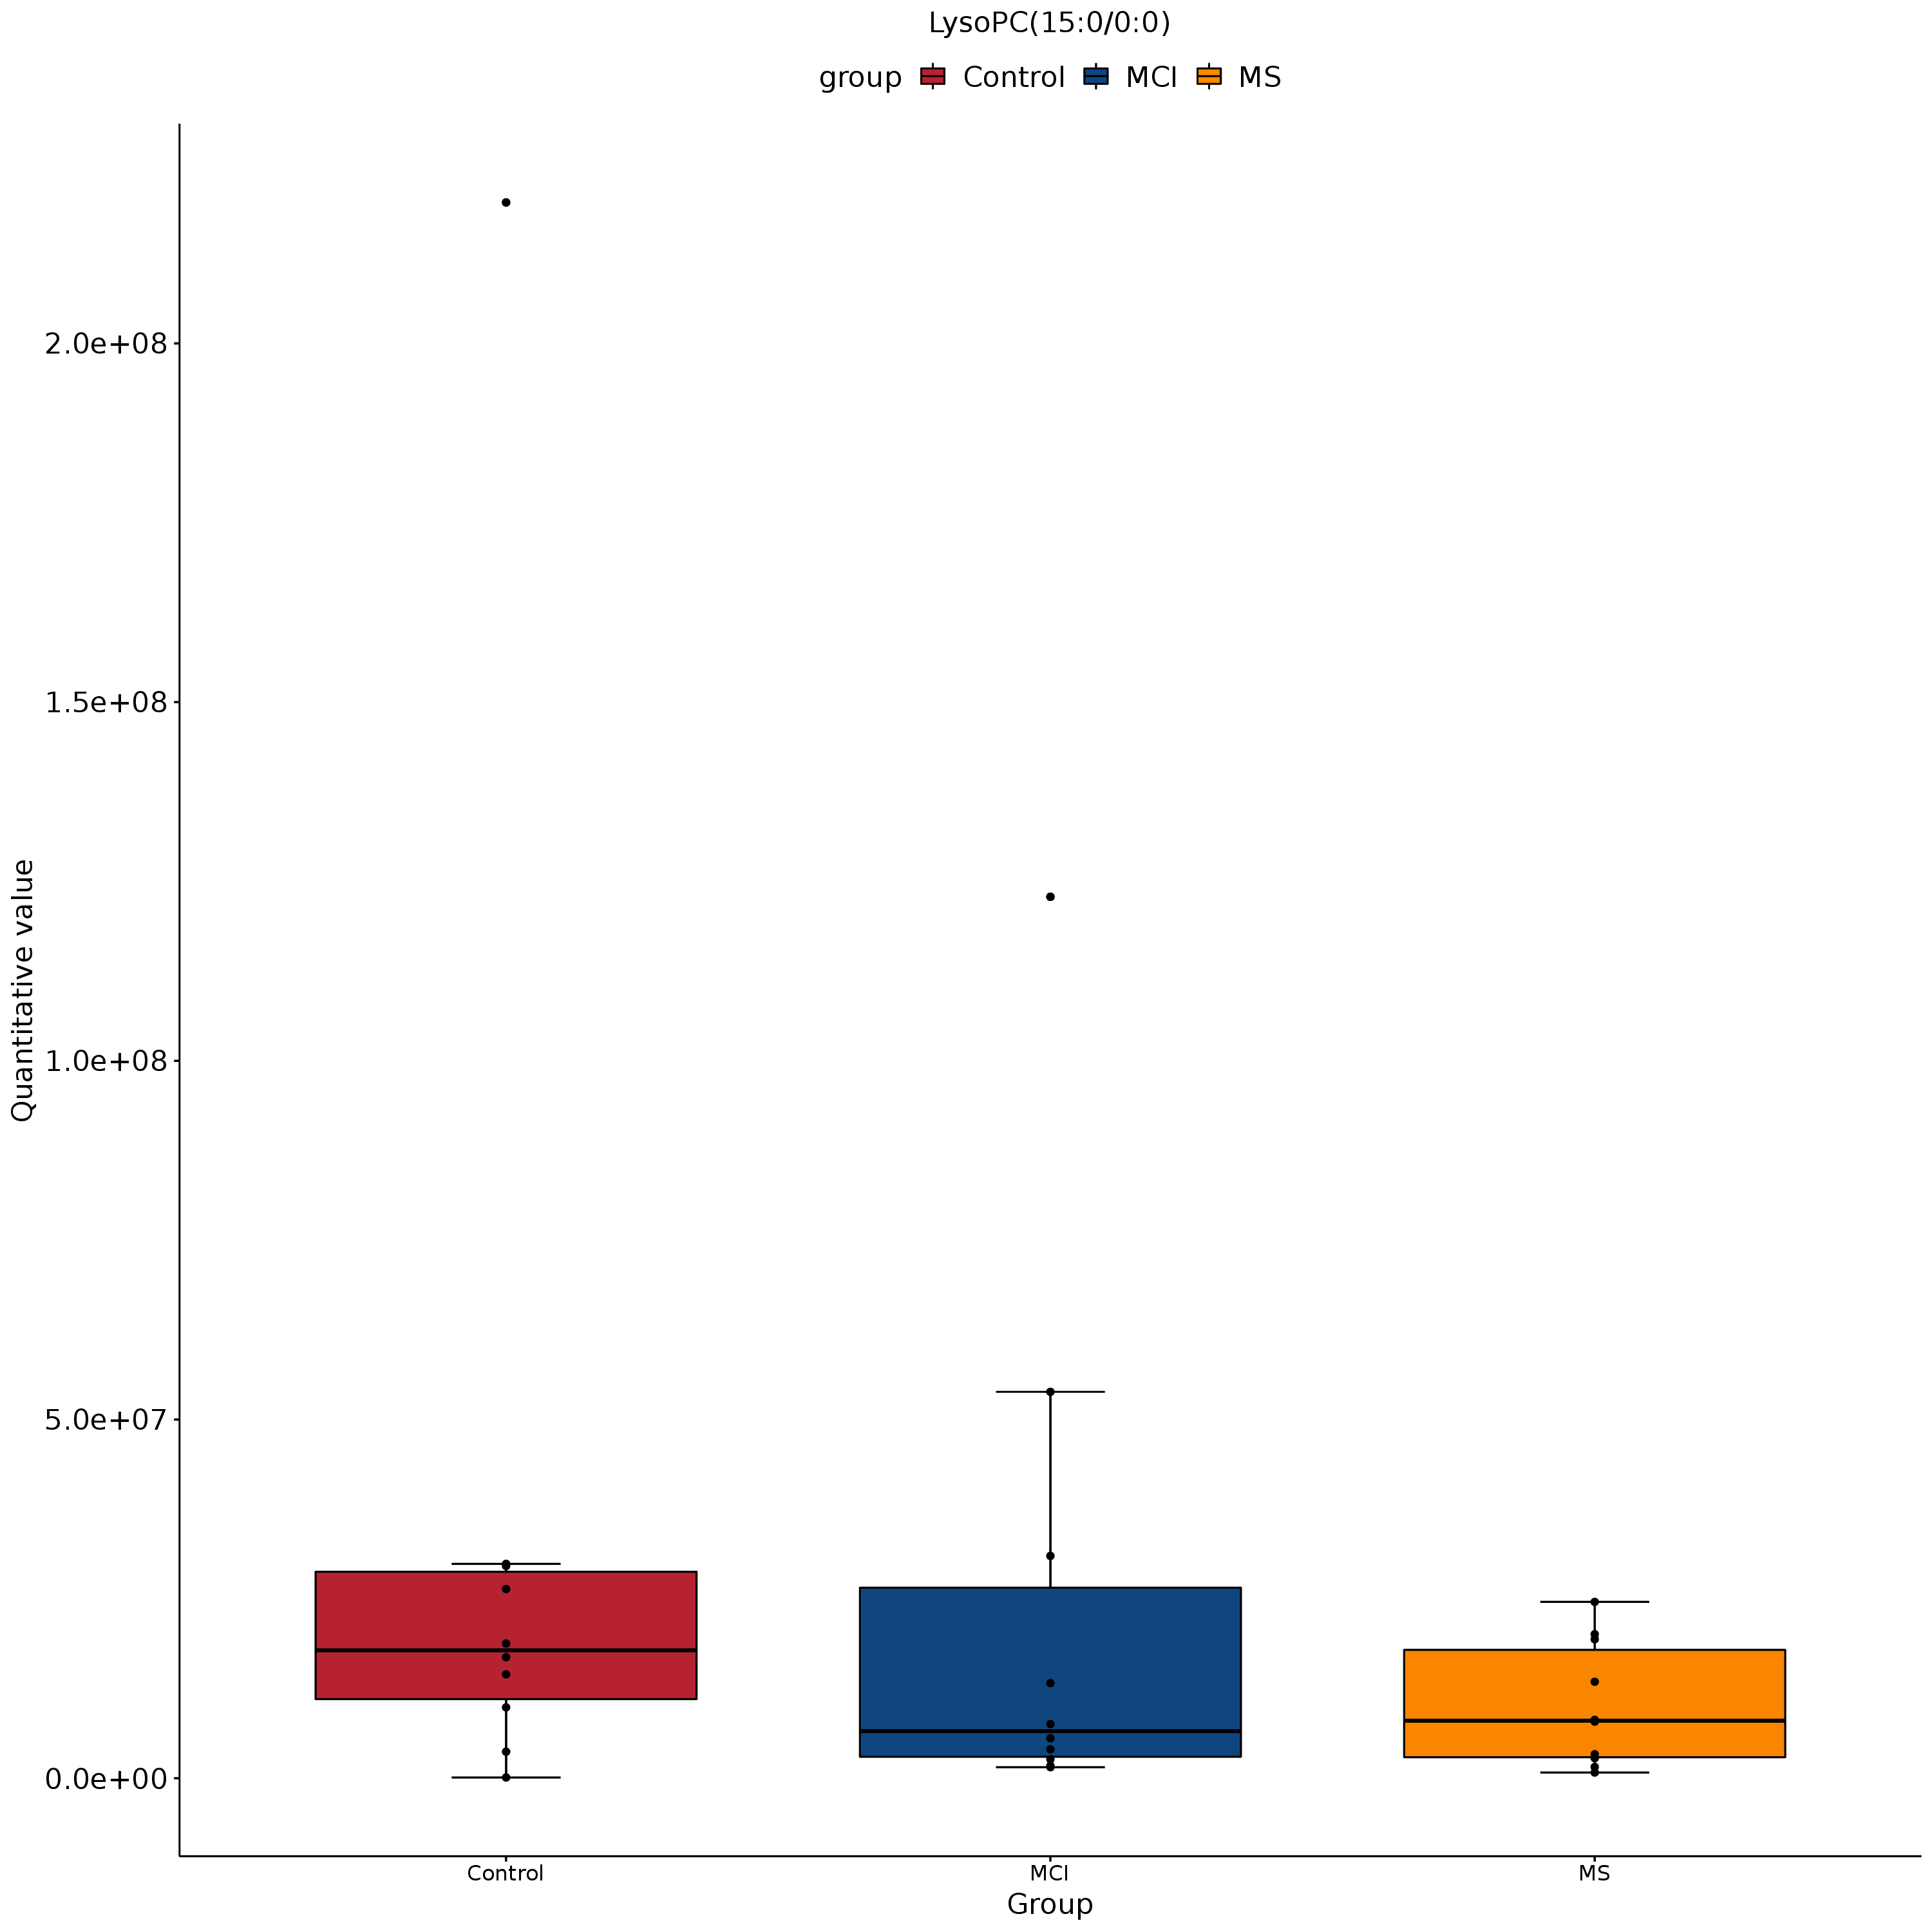 LysoPC(15:0/0:0)
group Control MCI MS
2.0e+08
1.5e+08
1.0e+08
5.0e+07
0.0e+00
Quantitative value
Control MCI MS
Group